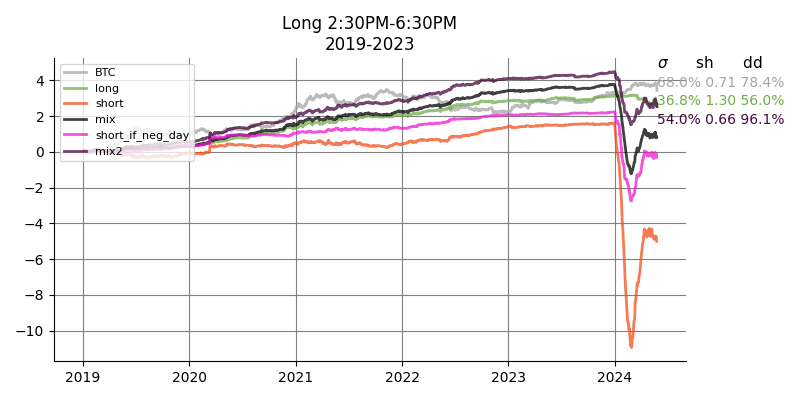 Long 2:30PM-6:30PM
2019-2023
σ sh dd
68.0% 0.71 78.4%
36.8% 1.30 56.0%
54.0% 0.66 96.1%
BTC
long
short
mix
short_if_neg_day
mix2
4
2
0
−2
−4
−6
−8
−10
2019 2020 2021 2022 2023 2024